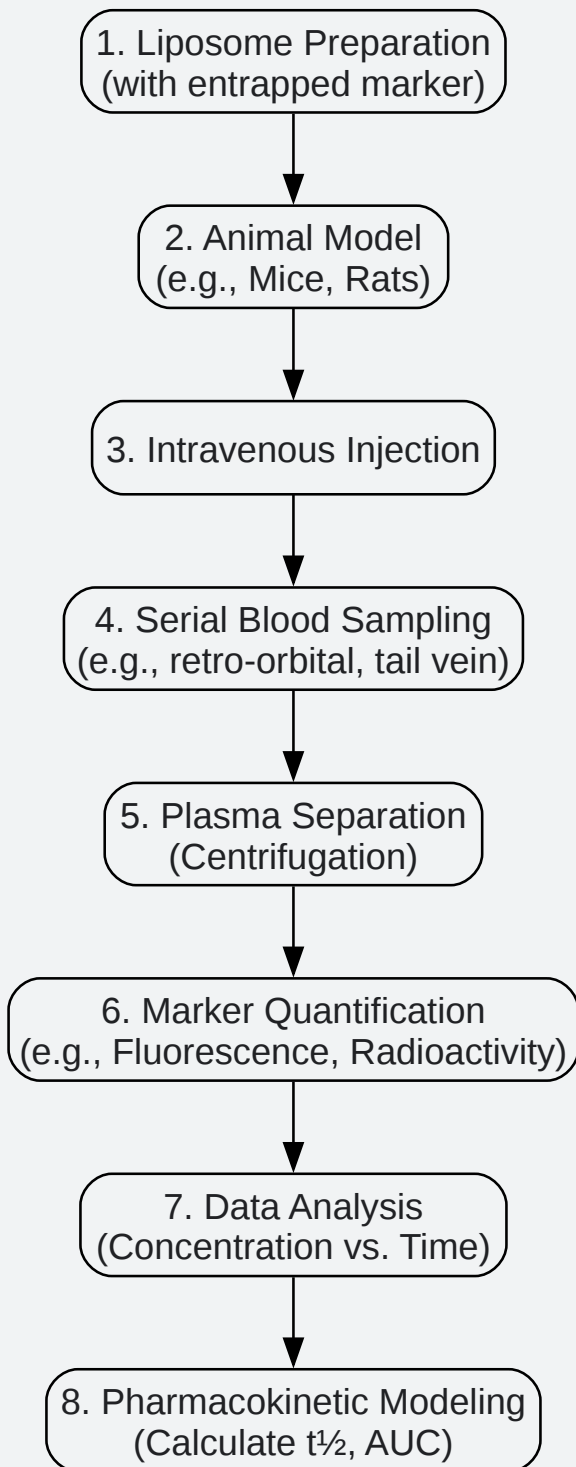 1. Liposome Preparation
(with entrapped marker)
2. Animal Model
(e.g., Mice, Rats)
3. Intravenous Injection
4. Serial Blood Sampling
(e.g., retro-orbital, tail vein)
5. Plasma Separation
(Centrifugation)
6. Marker Quantification
(e.g., Fluorescence, Radioactivity)
7. Data Analysis
(Concentration vs. Time)
8. Pharmacokinetic Modeling
(Calculate t½, AUC)